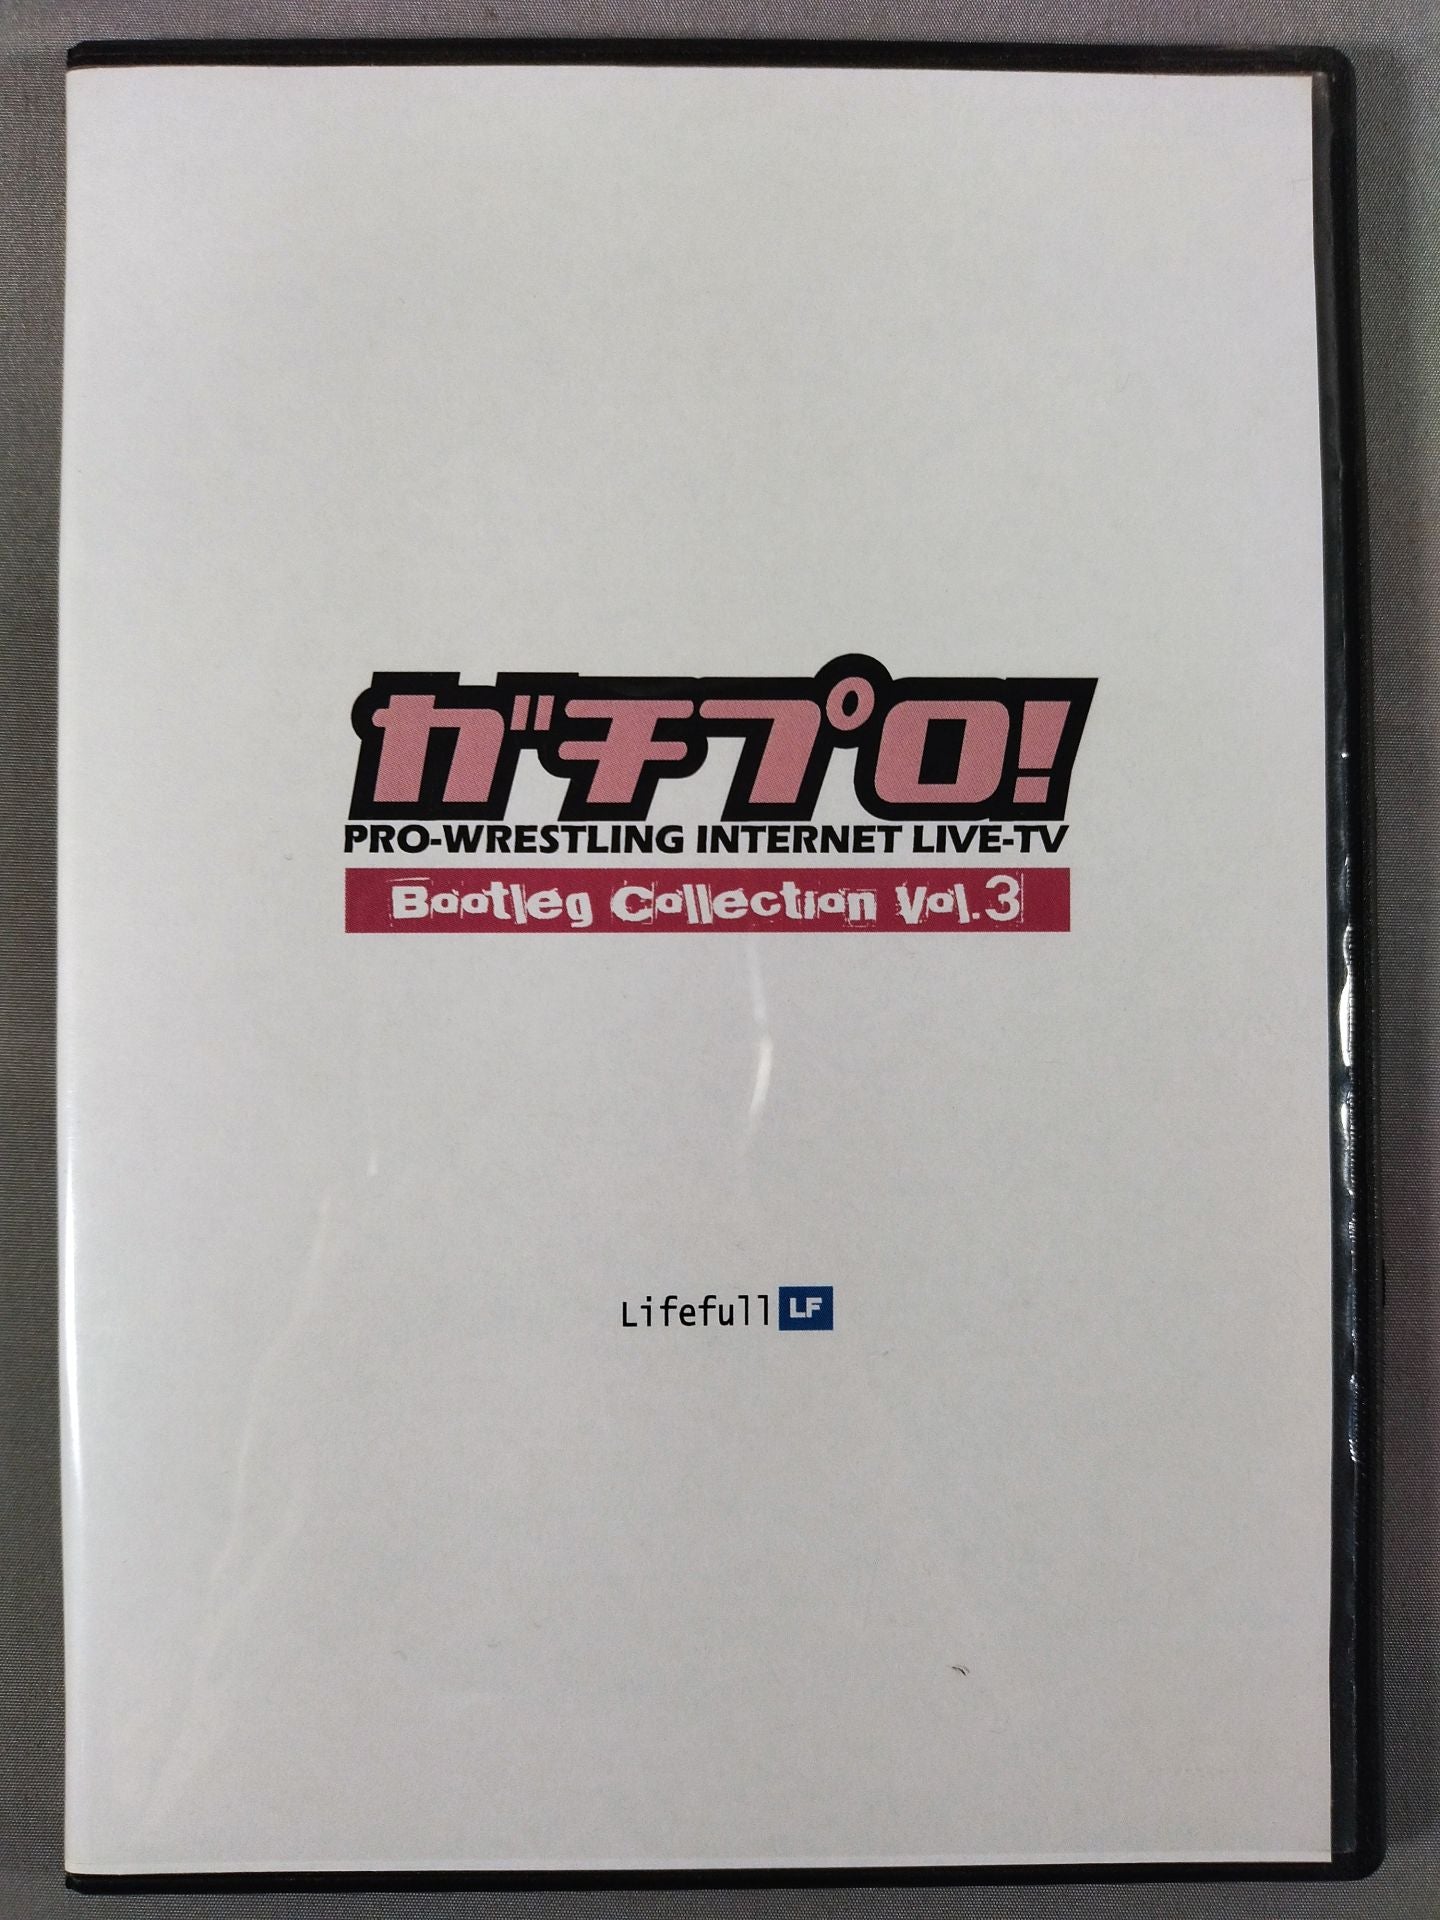 ガチプロ!
PRO-WRESTLING INTERNET LIVE-TV
Bootleg Collection Vol.3
Lifefull LF